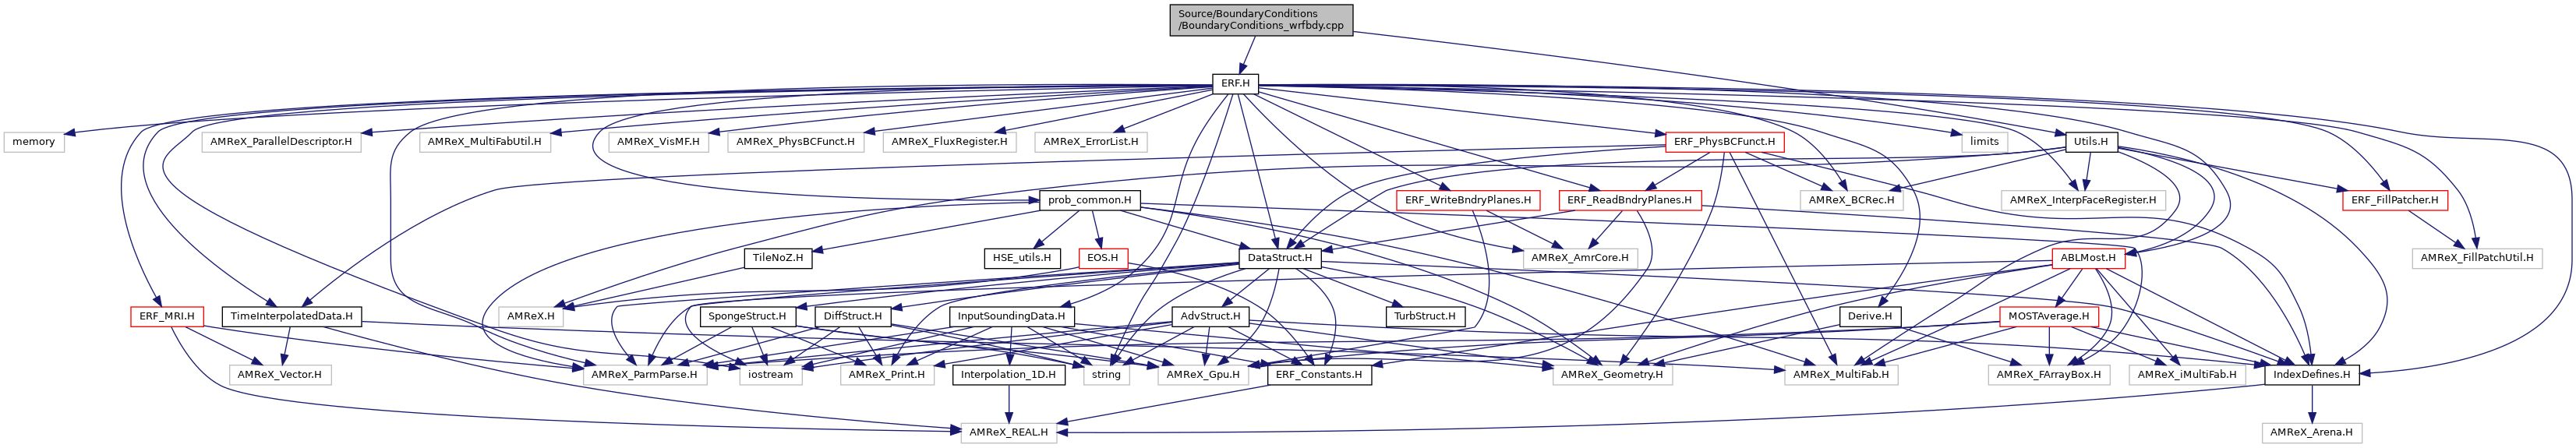 Source/BoundaryConditions
/BoundaryConditions_wrfbdy.cpp
ERF.H
memory
AMReX_ParallelDescriptor.H
AMReX_MultiFabUtil.H
AMReX_VisMF.H
AMReX_PhysBCFunct.H
AMReX_FluxRegister.H
AMReX_ErrorList.H
ERF_PhysBCFunct.H
limits
Utils.H
prob_common.H
ERF_WriteBndryPlanes.H
ERF_ReadBndryPlanes.H
AMReX_BCRec.H
AMReX_InterpFaceRegister.H
ERF_FillPatcher.H
TileNoZ.H
HSE_utils.H
EOS.H
DataStruct.H
AMReX_AmrCore.H
ABLMost.H
AMReX_FillPatchUtil.H
ERF_MRI.H
TimeInterpolatedData.H
AMReX.H
SpongeStruct.H
DiffStruct.H
InputSoundingData.H
AdvStruct.H
TurbStruct.H
Derive.H
MOSTAverage.H
AMReX_Vector.H
AMReX_ParmParse.H
iostream
AMReX_Print.H
Interpolation_1D.H
string
AMReX_Gpu.H
ERF_Constants.H
AMReX_Geometry.H
AMReX_MultiFab.H
AMReX_FArrayBox.H
AMReX_iMultiFab.H
IndexDefines.H
AMReX_REAL.H
AMReX_Arena.H